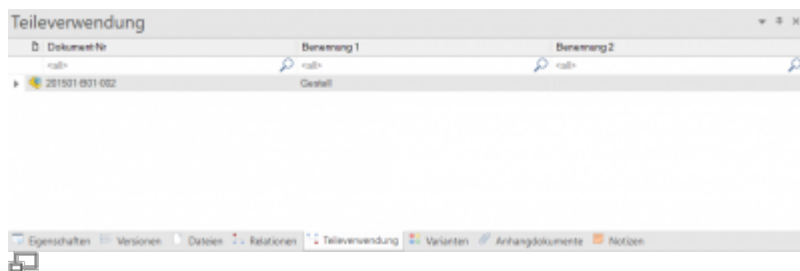 Teileverwendung
Dokument-Nr Benennung 1 Benennung 2
<all> <all> <all>
201501-B01-002 Gestell
Eigenschaften Versionen Dateien Relationen Teileverwendung Varianten Anhangdokumente Notizen